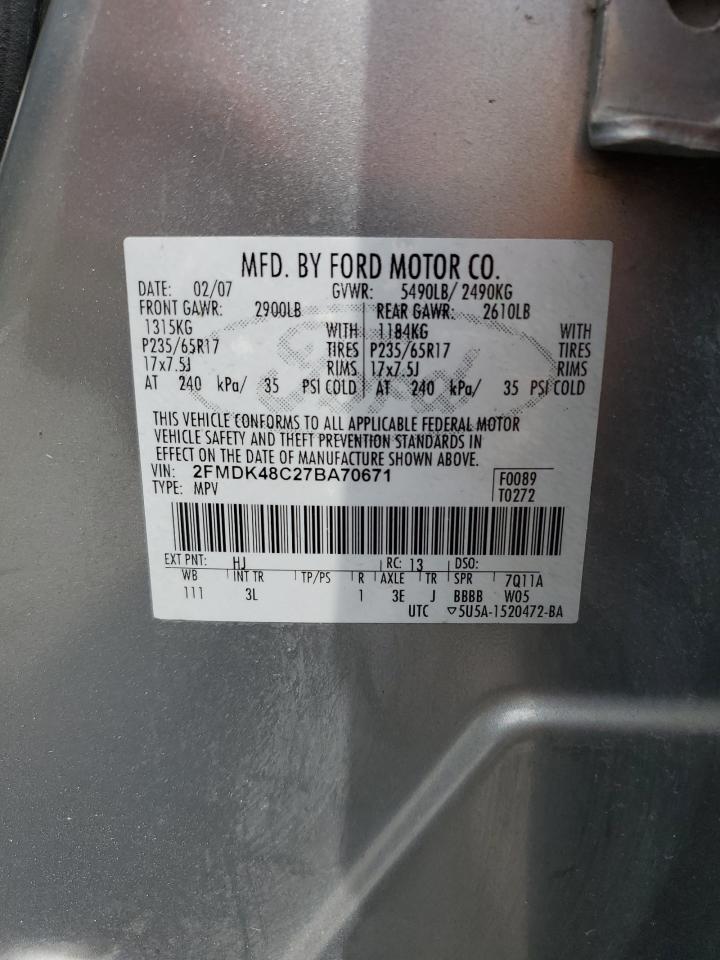 MFD. BY FORD MOTOR CO.
DATE: 02/07 GVWR: 5490LB/ 2490KG
FRONT GAWR: 2900LB REAR GAWR: 2610LB
1315KG WITH 1184KG WITH
P235/65R17 TIRES P235/65R17 TIRES
17x7.5J RIMS 17x7.5J RIMS
AT 240 kPa/ 35 PSI COLD AT 240 kPa/ 35 PSI COLD
THIS VEHICLE CONFORMS TO ALL APPLICABLE FEDERAL MOTOR
VEHICLE SAFETY AND THEFT PREVENTION STANDARDS IN
EFFECT ON THE DATE OF MANUFACTURE SHOWN ABOVE.
VIN: 2FMDK48C27BA70671 F0089
TYPE: MPV T0272
EXT PNT: HJ RC: 13 DSO:
WB INT TR TP/PS R AXLE TR SPR 7Q11A
111 3L 1 3E J BBBB W05
UTC ▽5U5A-1520472-BA
Ford